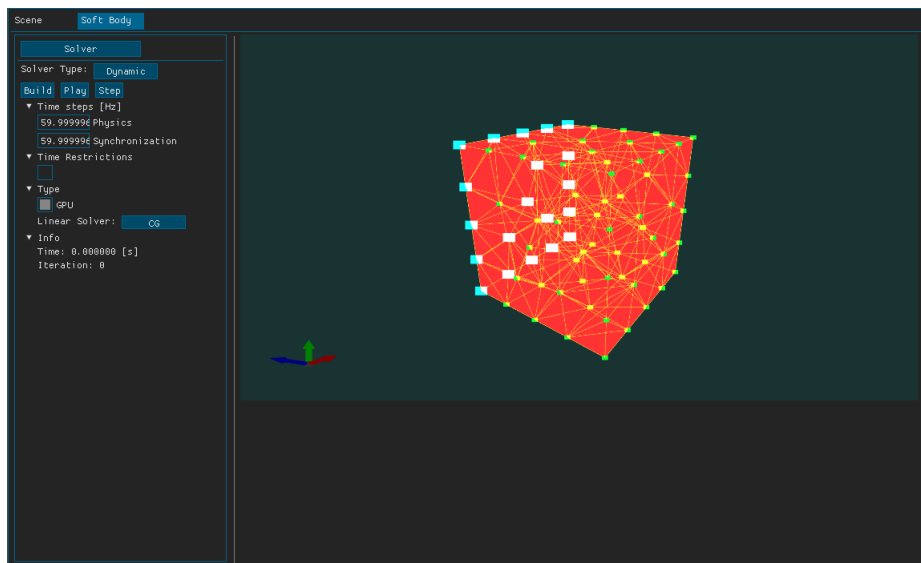 Scene Soft Body
Solver
Solver Type: Dynamic
Build Play Step
▼ Time steps [Hz]
59.999996 Physics
59.999996 Synchronization
▼ Time Restrictions
▼ Type
GPU
Linear Solver: CG
▼ Info
Time: 0.000000 [s]
Iteration: 0